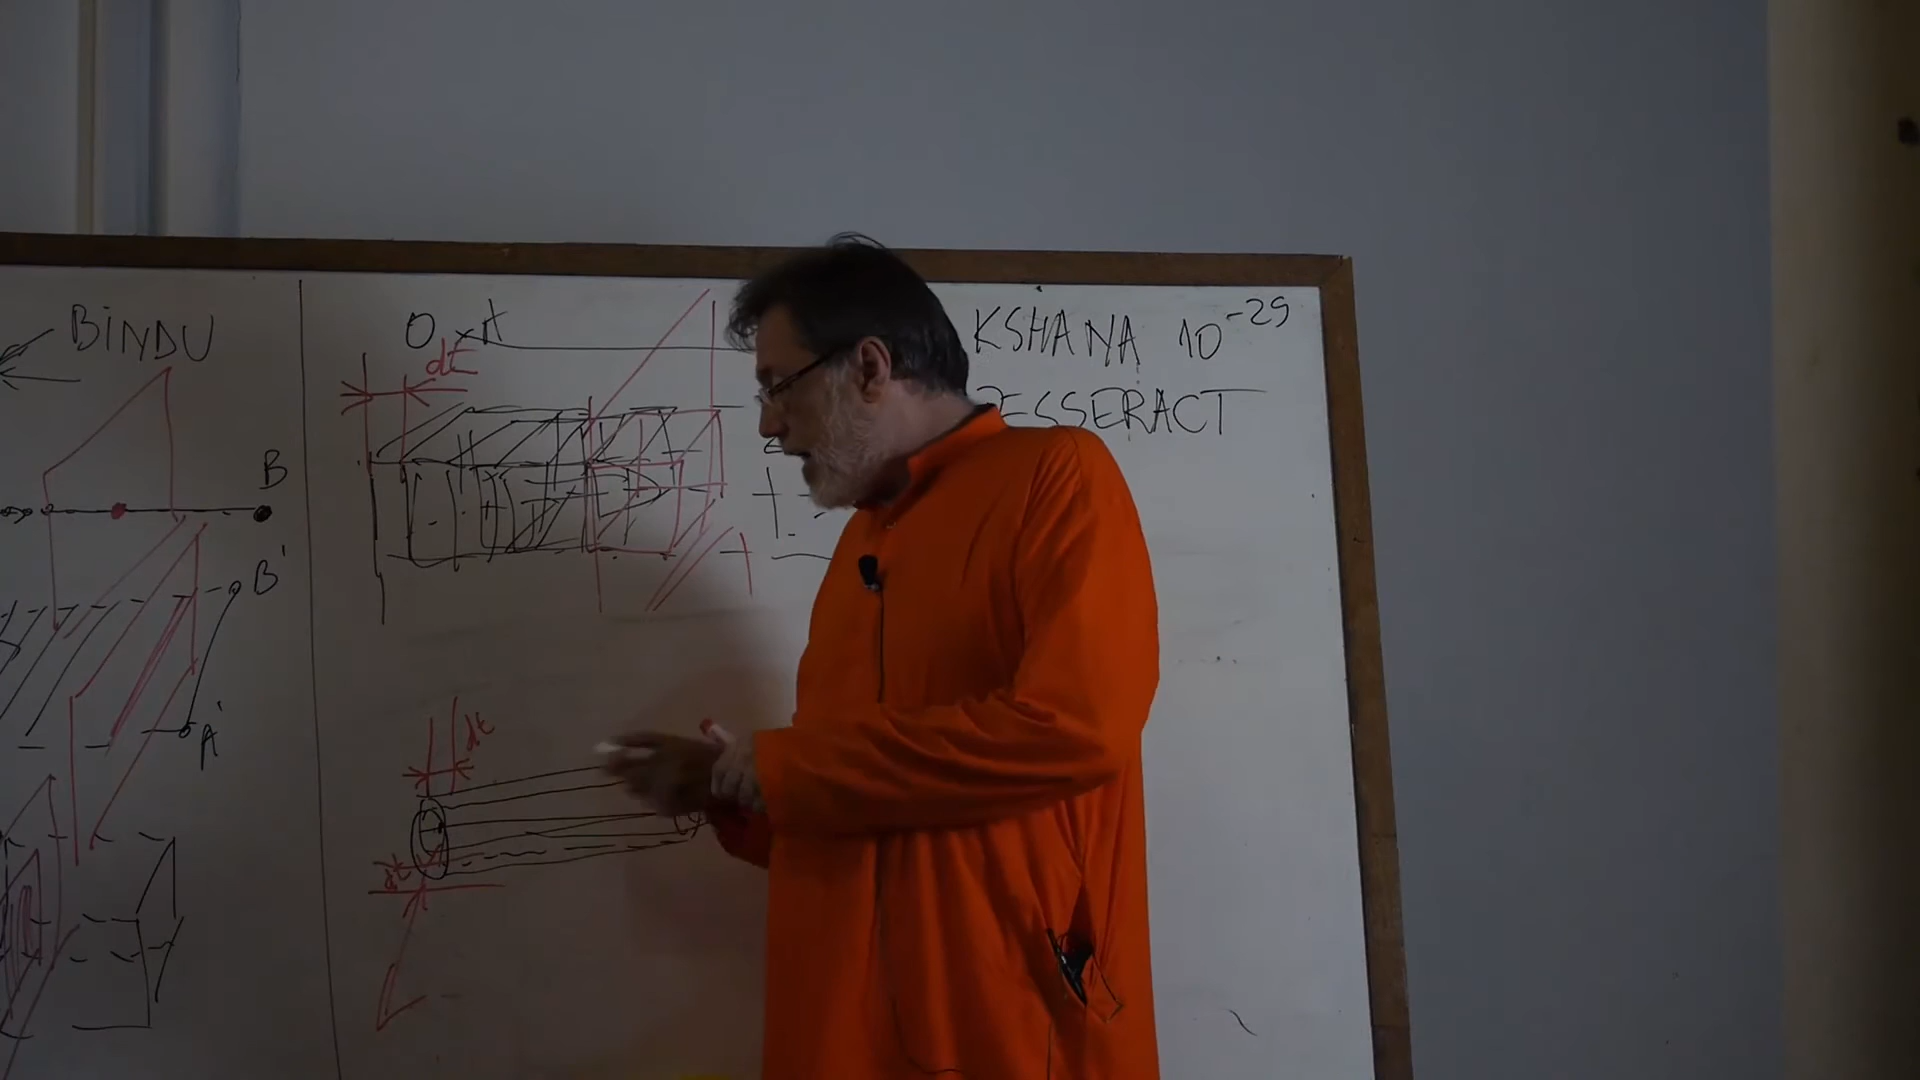 BINDU
B
B'
A'
O x A
dt
dt
dt
KSHANA 10^-29
ESSERACT